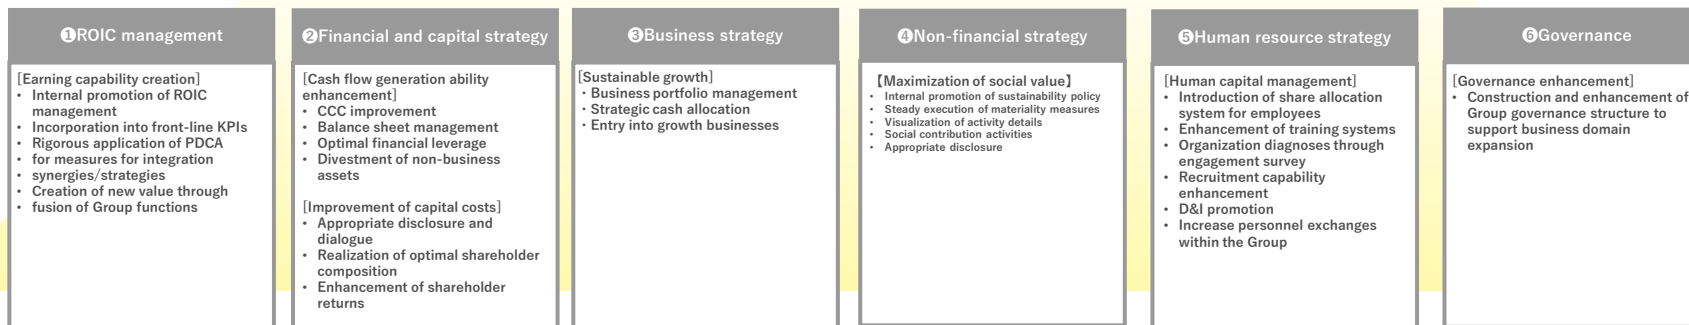 ❶ROIC management
[Earning capability creation]
• Internal promotion of ROIC
management
• Incorporation into front-line KPIs
• Rigorous application of PDCA
• for measures for integration
• synergies/strategies
• Creation of new value through
• fusion of Group functions
❷Financial and capital strategy
[Cash flow generation ability
enhancement]
• CCC improvement
• Balance sheet management
• Optimal financial leverage
• Divestment of non-business
assets
[Improvement of capital costs]
• Appropriate disclosure and
dialogue
• Realization of optimal shareholder
composition
• Enhancement of shareholder
returns
❸Business strategy
[Sustainable growth]
・Business portfolio management
・Strategic cash allocation
・Entry into growth businesses
❹Non-financial strategy
【Maximization of social value】
• Internal promotion of sustainability policy
• Steady execution of materiality measures
• Visualization of activity details
• Social contribution activities
• Appropriate disclosure
❺Human resource strategy
[Human capital management]
• Introduction of share allocation
system for employees
• Enhancement of training systems
• Organization diagnoses through
engagement survey
• Recruitment capability
enhancement
• D&I promotion
• Increase personnel exchanges
within the Group
❻Governance
[Governance enhancement]
• Construction and enhancement of
Group governance structure to
support business domain
expansion